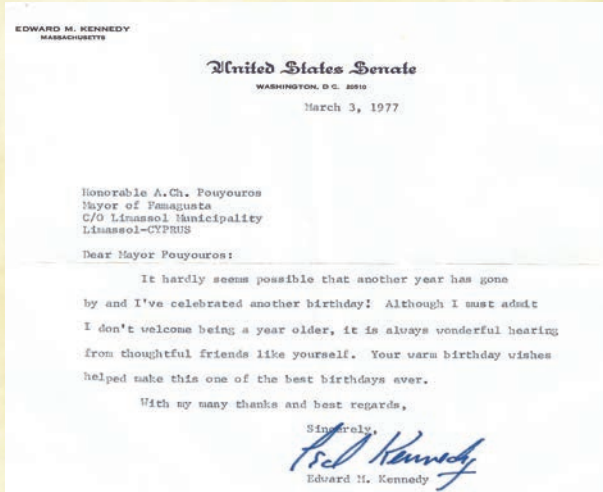 EDWARD M. KENNEDY
MASSACHUSETTS
United States Senate
WASHINGTON, D.C. 20510
March 3, 1977
Honorable A.Ch. Pouyouros
Mayor of Famagusta
C/O Limassol Municipality
Limassol-CYPRUS
Dear Mayor Pouyouros:
It hardly seems possible that another year has gone
by and I've celebrated another birthday! Although I must admit
I don't welcome being a year older, it is always wonderful hearing
from thoughtful friends like yourself. Your warm birthday wishes
helped make this one of the best birthdays ever.
With my many thanks and best regards,
Sincerely,
Ted Kennedy
Edward M. Kennedy